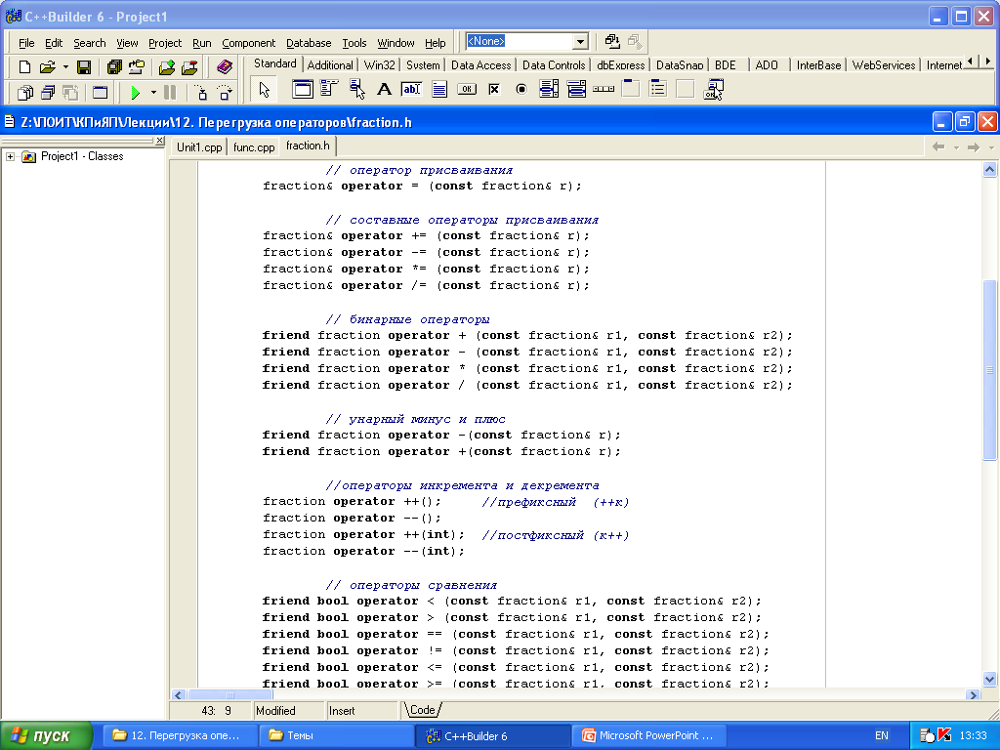 C++Builder 6 - Project1
File Edit Search View Project Run Component Database Tools Window Help <None>
Standard Additional Win32 System Data Access Data Controls dbExpress DataSnap BDE ADO InterBase WebServices Internet
A ab OK
Z:\ПОИТ\КПиЯП\Лекции\12. Перегрузка операторов\fraction.h
Project1 - Classes
Unit1.cpp func.cpp fraction.h
// оператор присваивания
fraction& operator = (const fraction& r);
// составные операторы присваивания
fraction& operator += (const fraction& r);
fraction& operator -= (const fraction& r);
fraction& operator *= (const fraction& r);
fraction& operator /= (const fraction& r);
// бинарные операторы
friend fraction operator + (const fraction& r1, const fraction& r2);
friend fraction operator - (const fraction& r1, const fraction& r2);
friend fraction operator * (const fraction& r1, const fraction& r2);
friend fraction operator / (const fraction& r1, const fraction& r2);
// унарный минус и плюс
friend fraction operator -(const fraction& r);
friend fraction operator +(const fraction& r);
//операторы инкремента и декремента
fraction operator ++(); //префиксный (++к)
fraction operator --();
fraction operator ++(int); //постфиксный (к++)
fraction operator --(int);
// операторы сравнения
friend bool operator < (const fraction& r1, const fraction& r2);
friend bool operator > (const fraction& r1, const fraction& r2);
friend bool operator == (const fraction& r1, const fraction& r2);
friend bool operator != (const fraction& r1, const fraction& r2);
friend bool operator <= (const fraction& r1, const fraction& r2);
friend bool operator >= (const fraction& r1, const fraction& r2);
43: 9 Modified Insert Code
пуск 12. Перегрузка опе... Темы C++Builder 6 Microsoft PowerPoint ... EN 13:33